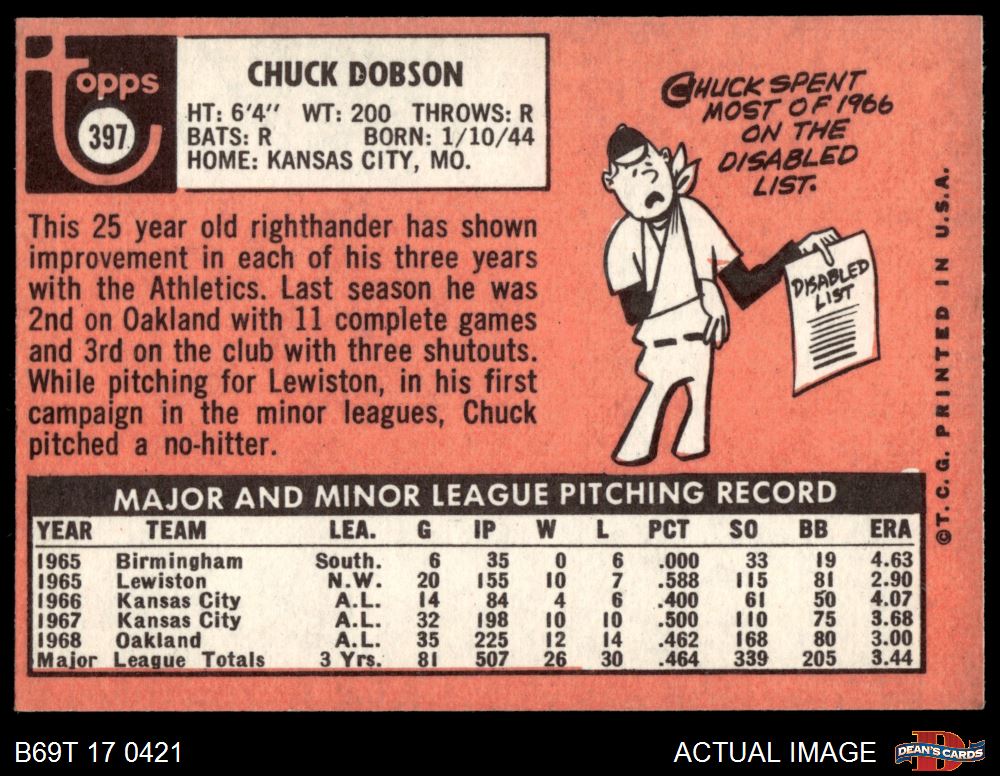 Topps
397
CHUCK DOBSON
HT: 6'4" WT: 200 THROWS: R
BATS: R BORN: 1/10/44
HOME: KANSAS CITY, MO.
This 25 year old righthander has shown
improvement in each of his three years
with the Athletics. Last season he was
2nd on Oakland with 11 complete games
and 3rd on the club with three shutouts.
While pitching for Lewiston, in his first
campaign in the minor leagues, Chuck
pitched a no-hitter.
CHUCK SPENT
MOST OF 1966
ON THE
DISABLED
LIST.
DISABLED
LIST
©T. C. G. PRINTED IN U.S.A.
MAJOR AND MINOR LEAGUE PITCHING RECORD
YEAR TEAM LEA. G IP W L PCT SO BB ERA
1965 Birmingham South. 6 35 0 6 .000 33 19 4.63
1965 Lewiston N.W. 20 155 10 7 .588 115 81 2.90
1966 Kansas City A.L. 14 84 4 6 .400 61 50 4.07
1967 Kansas City A.L. 32 198 10 10 .500 110 75 3.68
1968 Oakland A.L. 35 225 12 14 .462 168 80 3.00
Major League Totals 3 Yrs. 81 507 26 30 .464 339 205 3.44
B69T 17 0421
ACTUAL IMAGE
D
DEAN'S CARDS